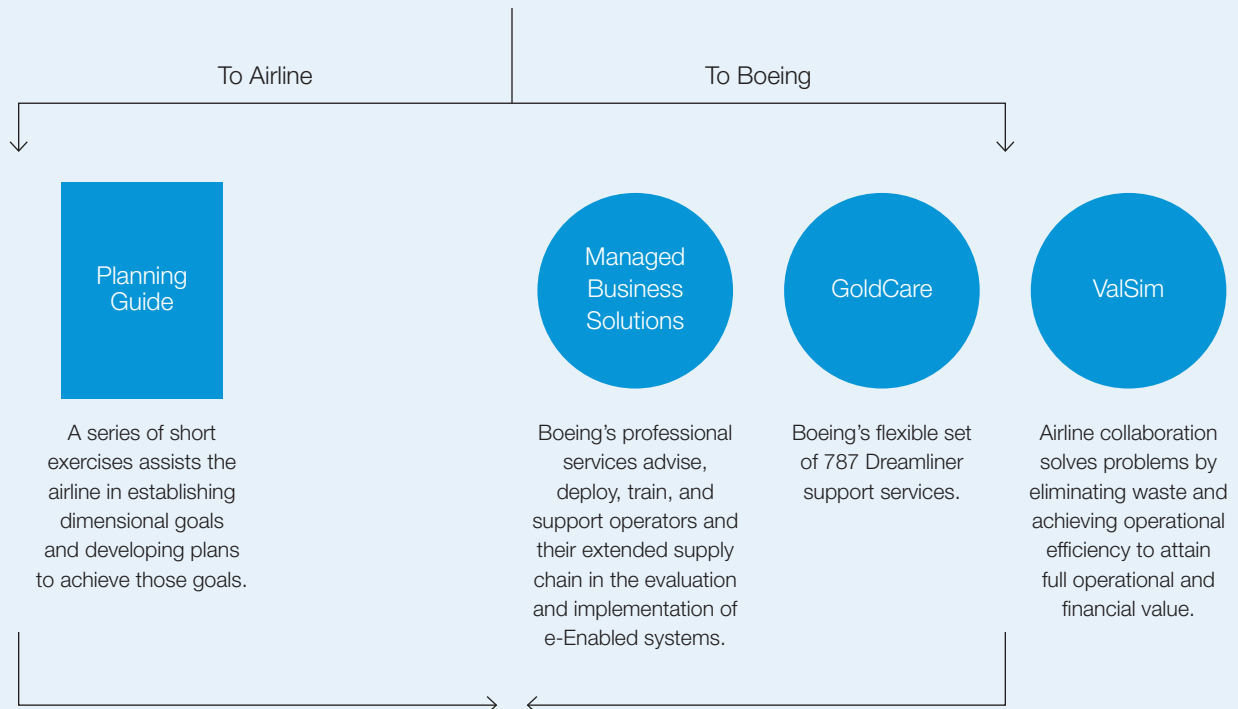 To Airline
To Boeing
Planning
Guide
A series of short
exercises assists the
airline in establishing
dimensional goals
and developing plans
to achieve those goals.
Managed
Business
Solutions
Boeing’s professional
services advise,
deploy, train, and
support operators and
their extended supply
chain in the evaluation
and implementation of
e-Enabled systems.
GoldCare
Boeing’s flexible set
of 787 Dreamliner
support services.
ValSim
Airline collaboration
solves problems by
eliminating waste and
achieving operational
efficiency to attain
full operational and
financial value.